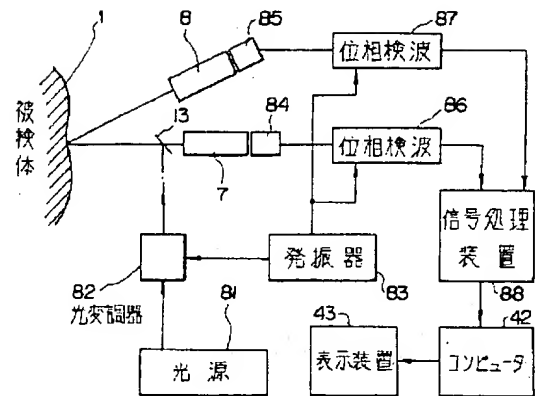 1
被検体
8
85
87
位相検波
13
7
84
86
位相検波
82
光変調器
発振器
83
信号処理
装置
88
81
光源
43
表示装置
42
コンピュータ